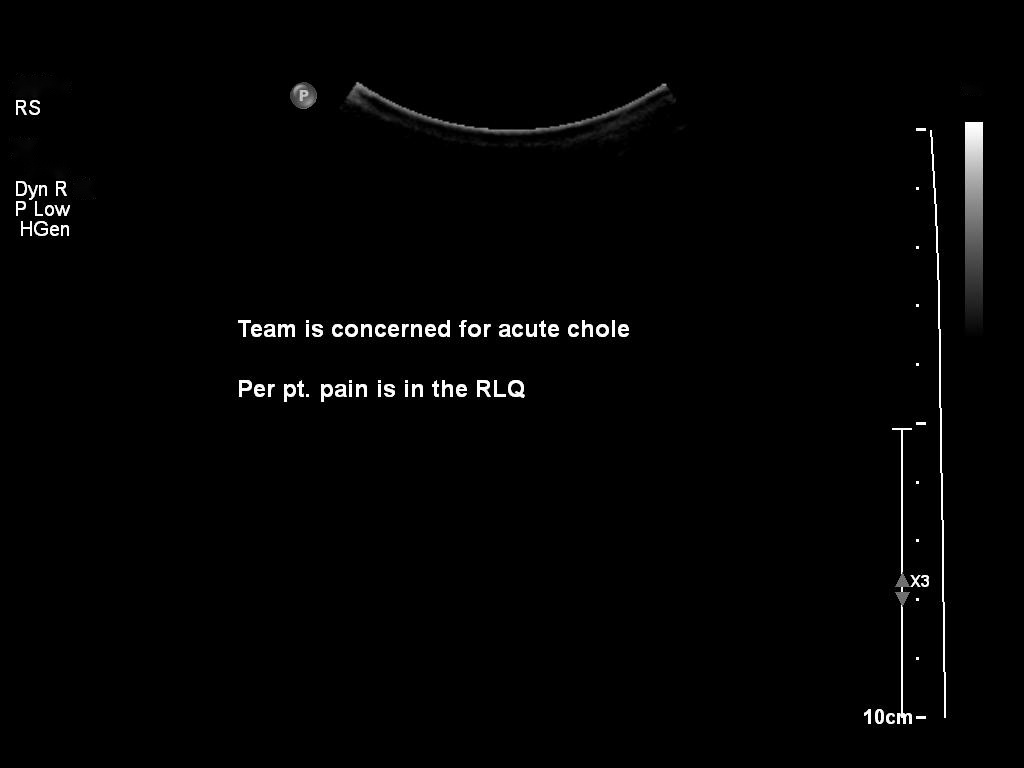 P
RS
Dyn R
P Low
HGen
Team is concerned for acute chole
Per pt. pain is in the RLQ
X3
10cm